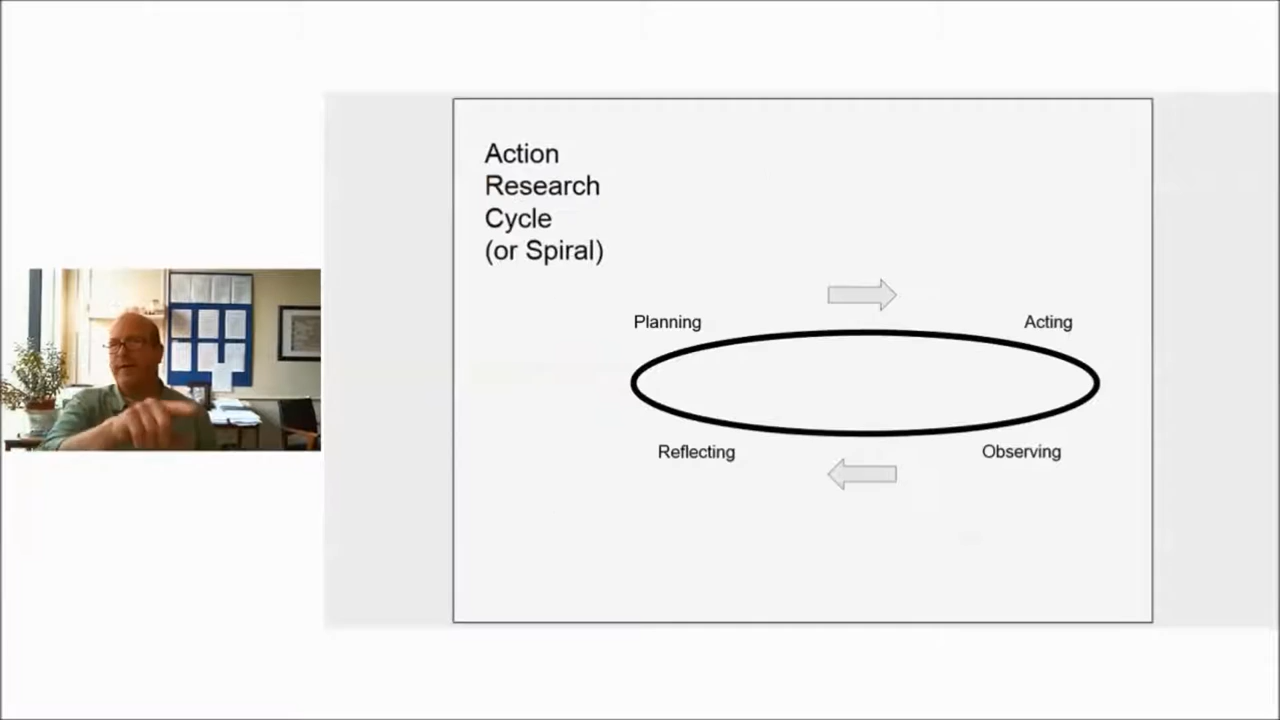 Action
Research
Cycle
(or Spiral)
Planning
Acting
Reflecting
Observing